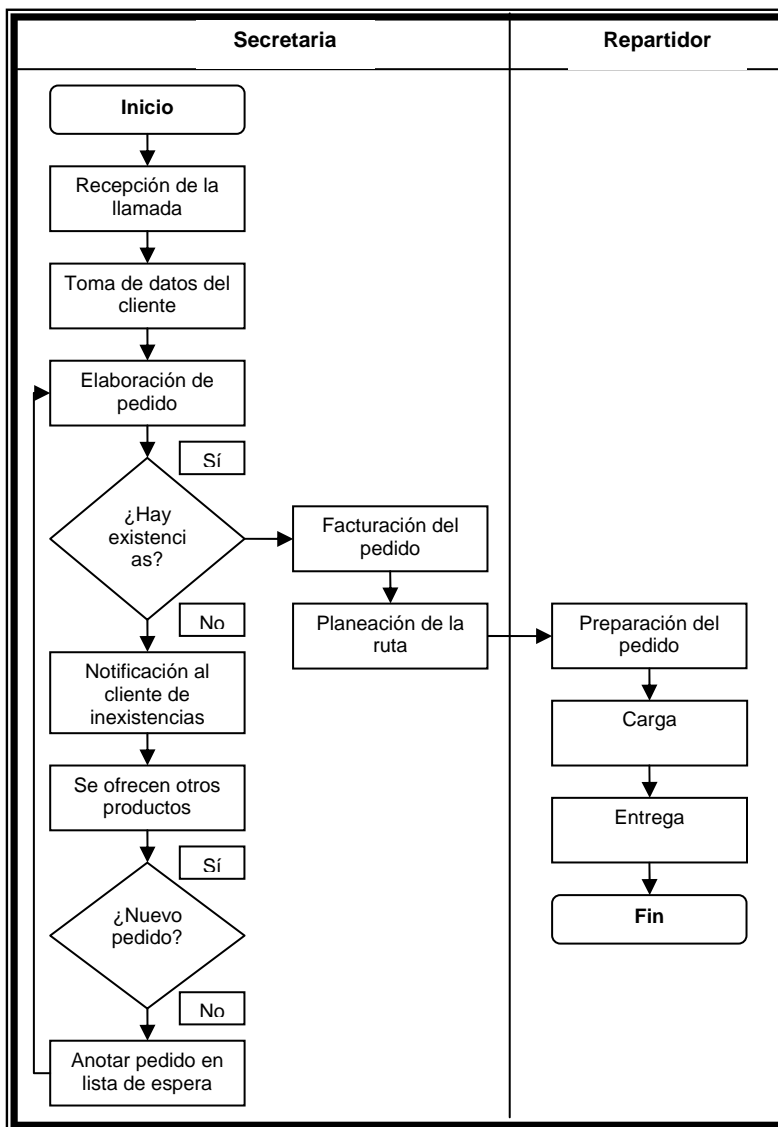 Secretaria
Repartidor
Inicio
Recepción de la
llamada
Toma de datos del
cliente
Elaboración de
pedido
Sí
¿Hay
existenci
as?
Facturación del
pedido
No
Planeación de la
ruta
Preparación del
pedido
Notificación al
cliente de
inexistencias
Carga
Se ofrecen otros
productos
Entrega
Sí
¿Nuevo
pedido?
Fin
No
Anotar pedido en
lista de espera